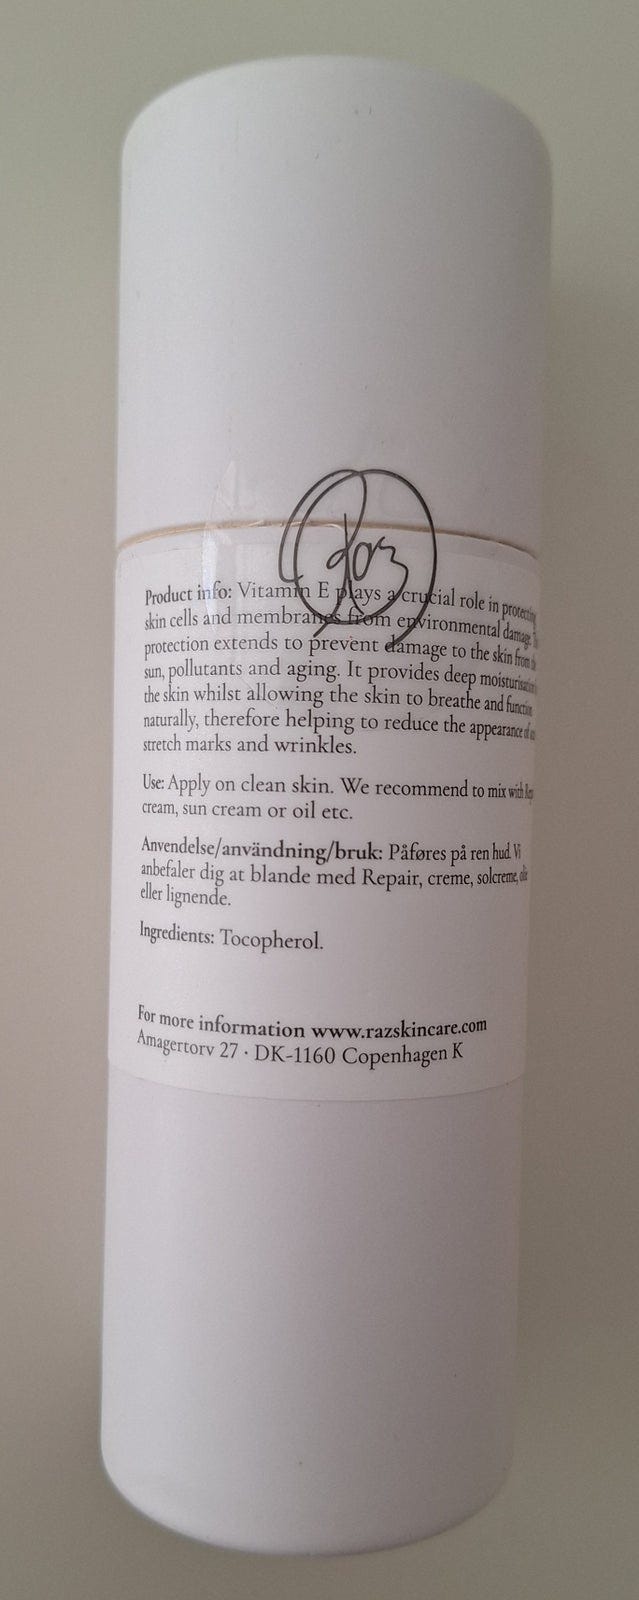 Raz
Product info: Vitamin E plays a crucial role in protecting
skin cells and membranes from environmental damage.
protection extends to prevent damage to the skin from
sun, pollutants and aging. It provides deep moisturisation
the skin whilst allowing the skin to breathe and function
naturally, therefore helping to reduce the appearance of
stretch marks and wrinkles.
Use: Apply on clean skin. We recommend to mix with
cream, sun cream or oil etc.
Anvendelse/användning/bruk: Påføres på ren hud. Vi
anbefaler dig at blande med Repair, creme, solcreme, olie
eller lignende.
Ingredients: Tocopherol.
For more information www.razskincare.com
Amagertorv 27 · DK-1160 Copenhagen K